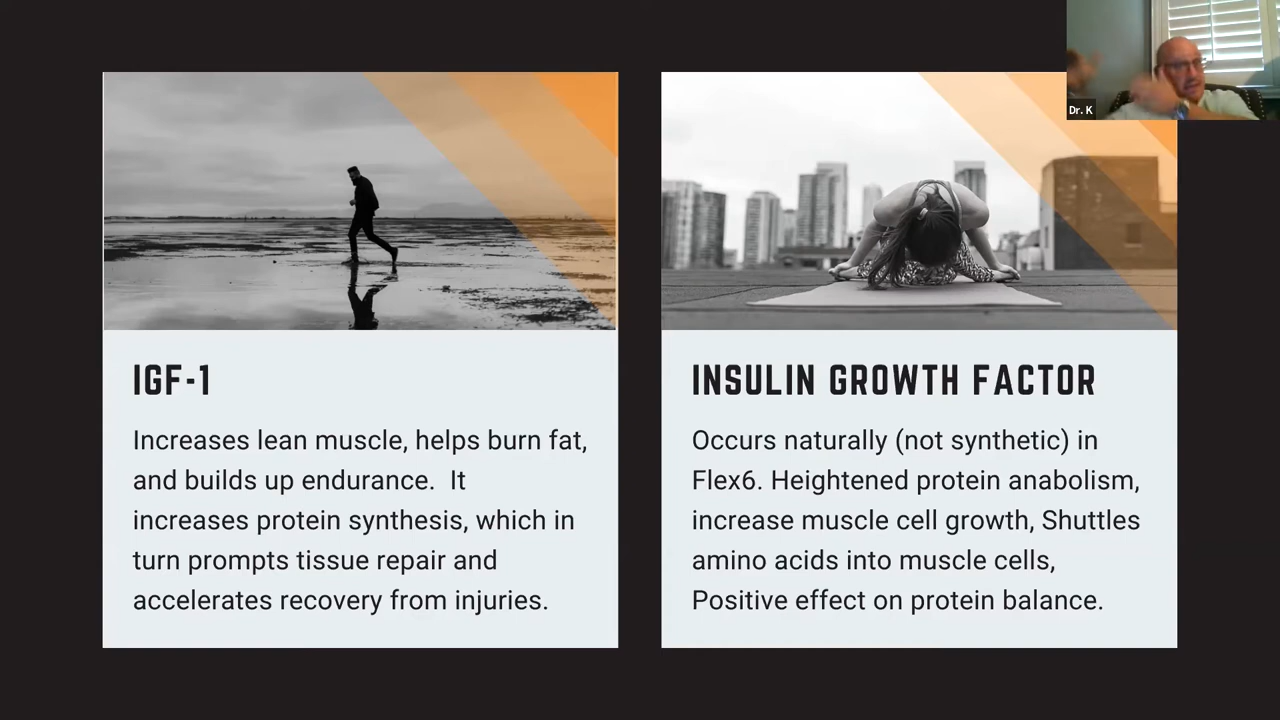 Dr. K
IGF-1
Increases lean muscle, helps burn fat,
and builds up endurance.  It
increases protein synthesis, which in
turn prompts tissue repair and
accelerates recovery from injuries.
INSULIN GROWTH FACTOR
Occurs naturally (not synthetic) in
Flex6. Heightened protein anabolism,
increase muscle cell growth, Shuttles
amino acids into muscle cells,
Positive effect on protein balance.